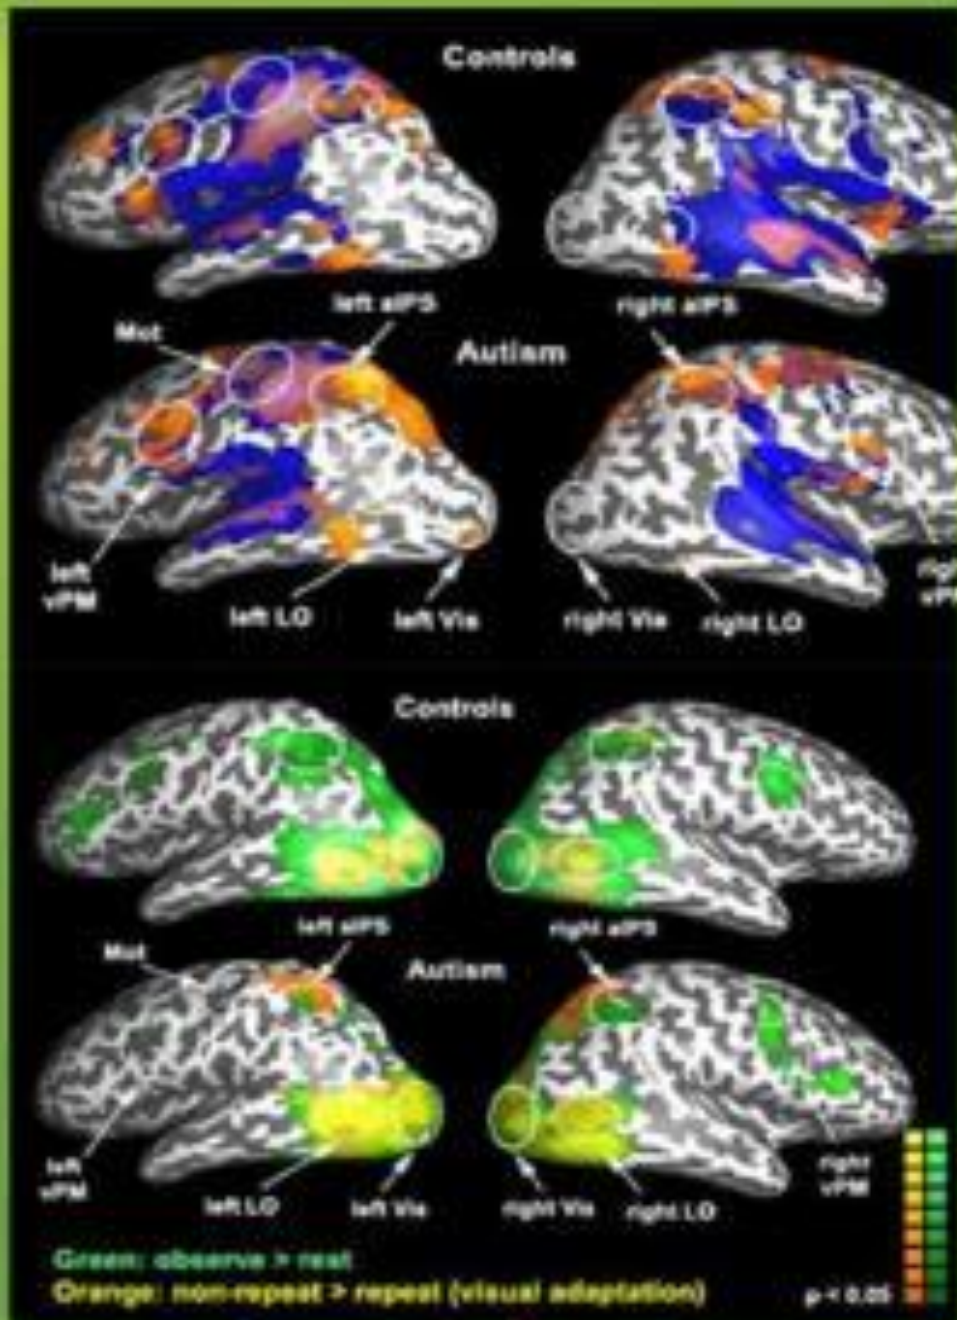 Controls
left aIPS
right aIPS
Mot
Autism
left
vPM
left LO
left Vis
right Vis
right LO
Controls
left aIPS
right aIPS
Mot
Autism
left
vPM
right
vPM
left LO
left Vis
right Vis
right LO
Green: observe > rest
Orange: non-repeat > repeat (visual adaptation)
p < 0.05